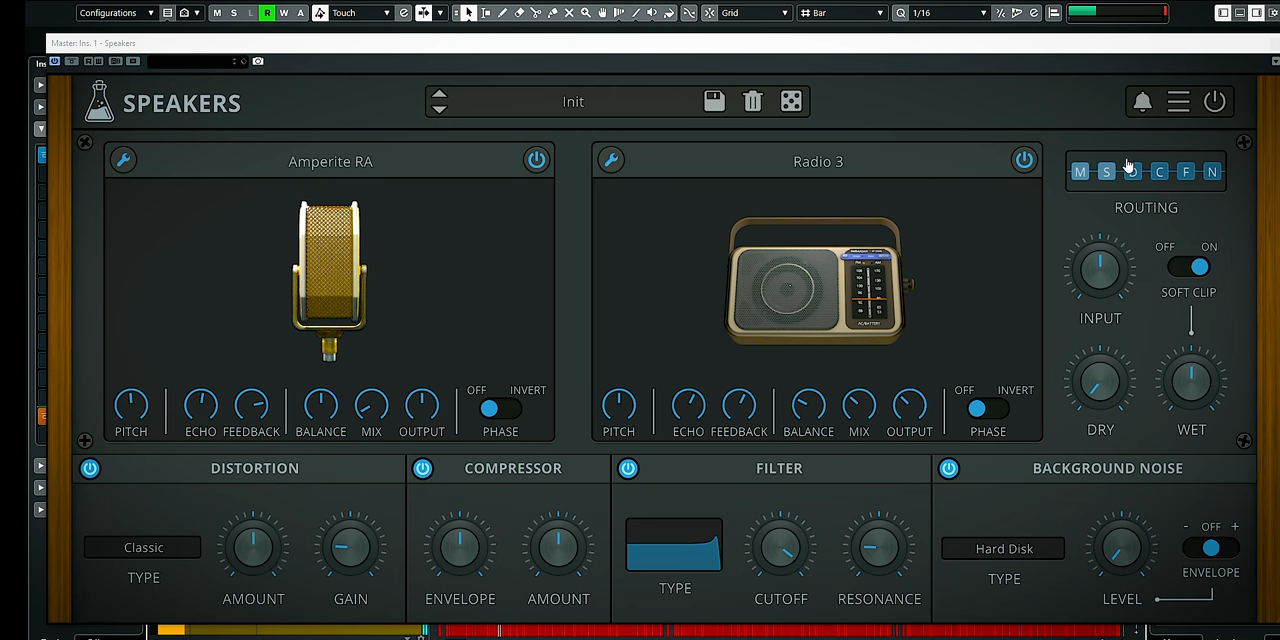 Configurations M S L R W A Touch Grid Bar Q 1/16
Master: Ins. 1 - Speakers
Ins
SPEAKERS Init
Amperite RA Radio 3 M S D C F N
ROUTING
OFF ON
SOFT CLIP
INPUT
OFF INVERT OFF INVERT
PITCH ECHO FEEDBACK BALANCE MIX OUTPUT PHASE PITCH ECHO FEEDBACK BALANCE MIX OUTPUT PHASE DRY WET
DISTORTION COMPRESSOR FILTER BACKGROUND NOISE
- OFF +
Classic Hard Disk
TYPE TYPE TYPE ENVELOPE
AMOUNT GAIN ENVELOPE AMOUNT CUTOFF RESONANCE LEVEL